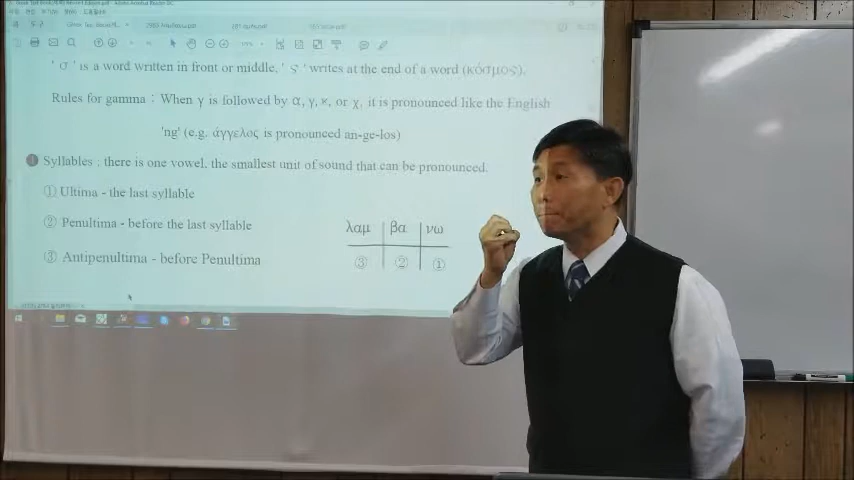 ' σ ' is a word written in front or middle, ' ς ' writes at the end of a word (κόσμος).
Rules for gamma : When γ is followed by α, γ, κ, or χ, it is pronounced like the English
'ng' (e.g. άγγελος is pronounced an-ge-los)
❶ Syllables : there is one vowel, the smallest unit of sound that can be pronounced.
① Ultima - the last syllable
② Penultima - before the last syllable
③ Antipenultima - before Penultima
λαμ βα νω
③ ② ①